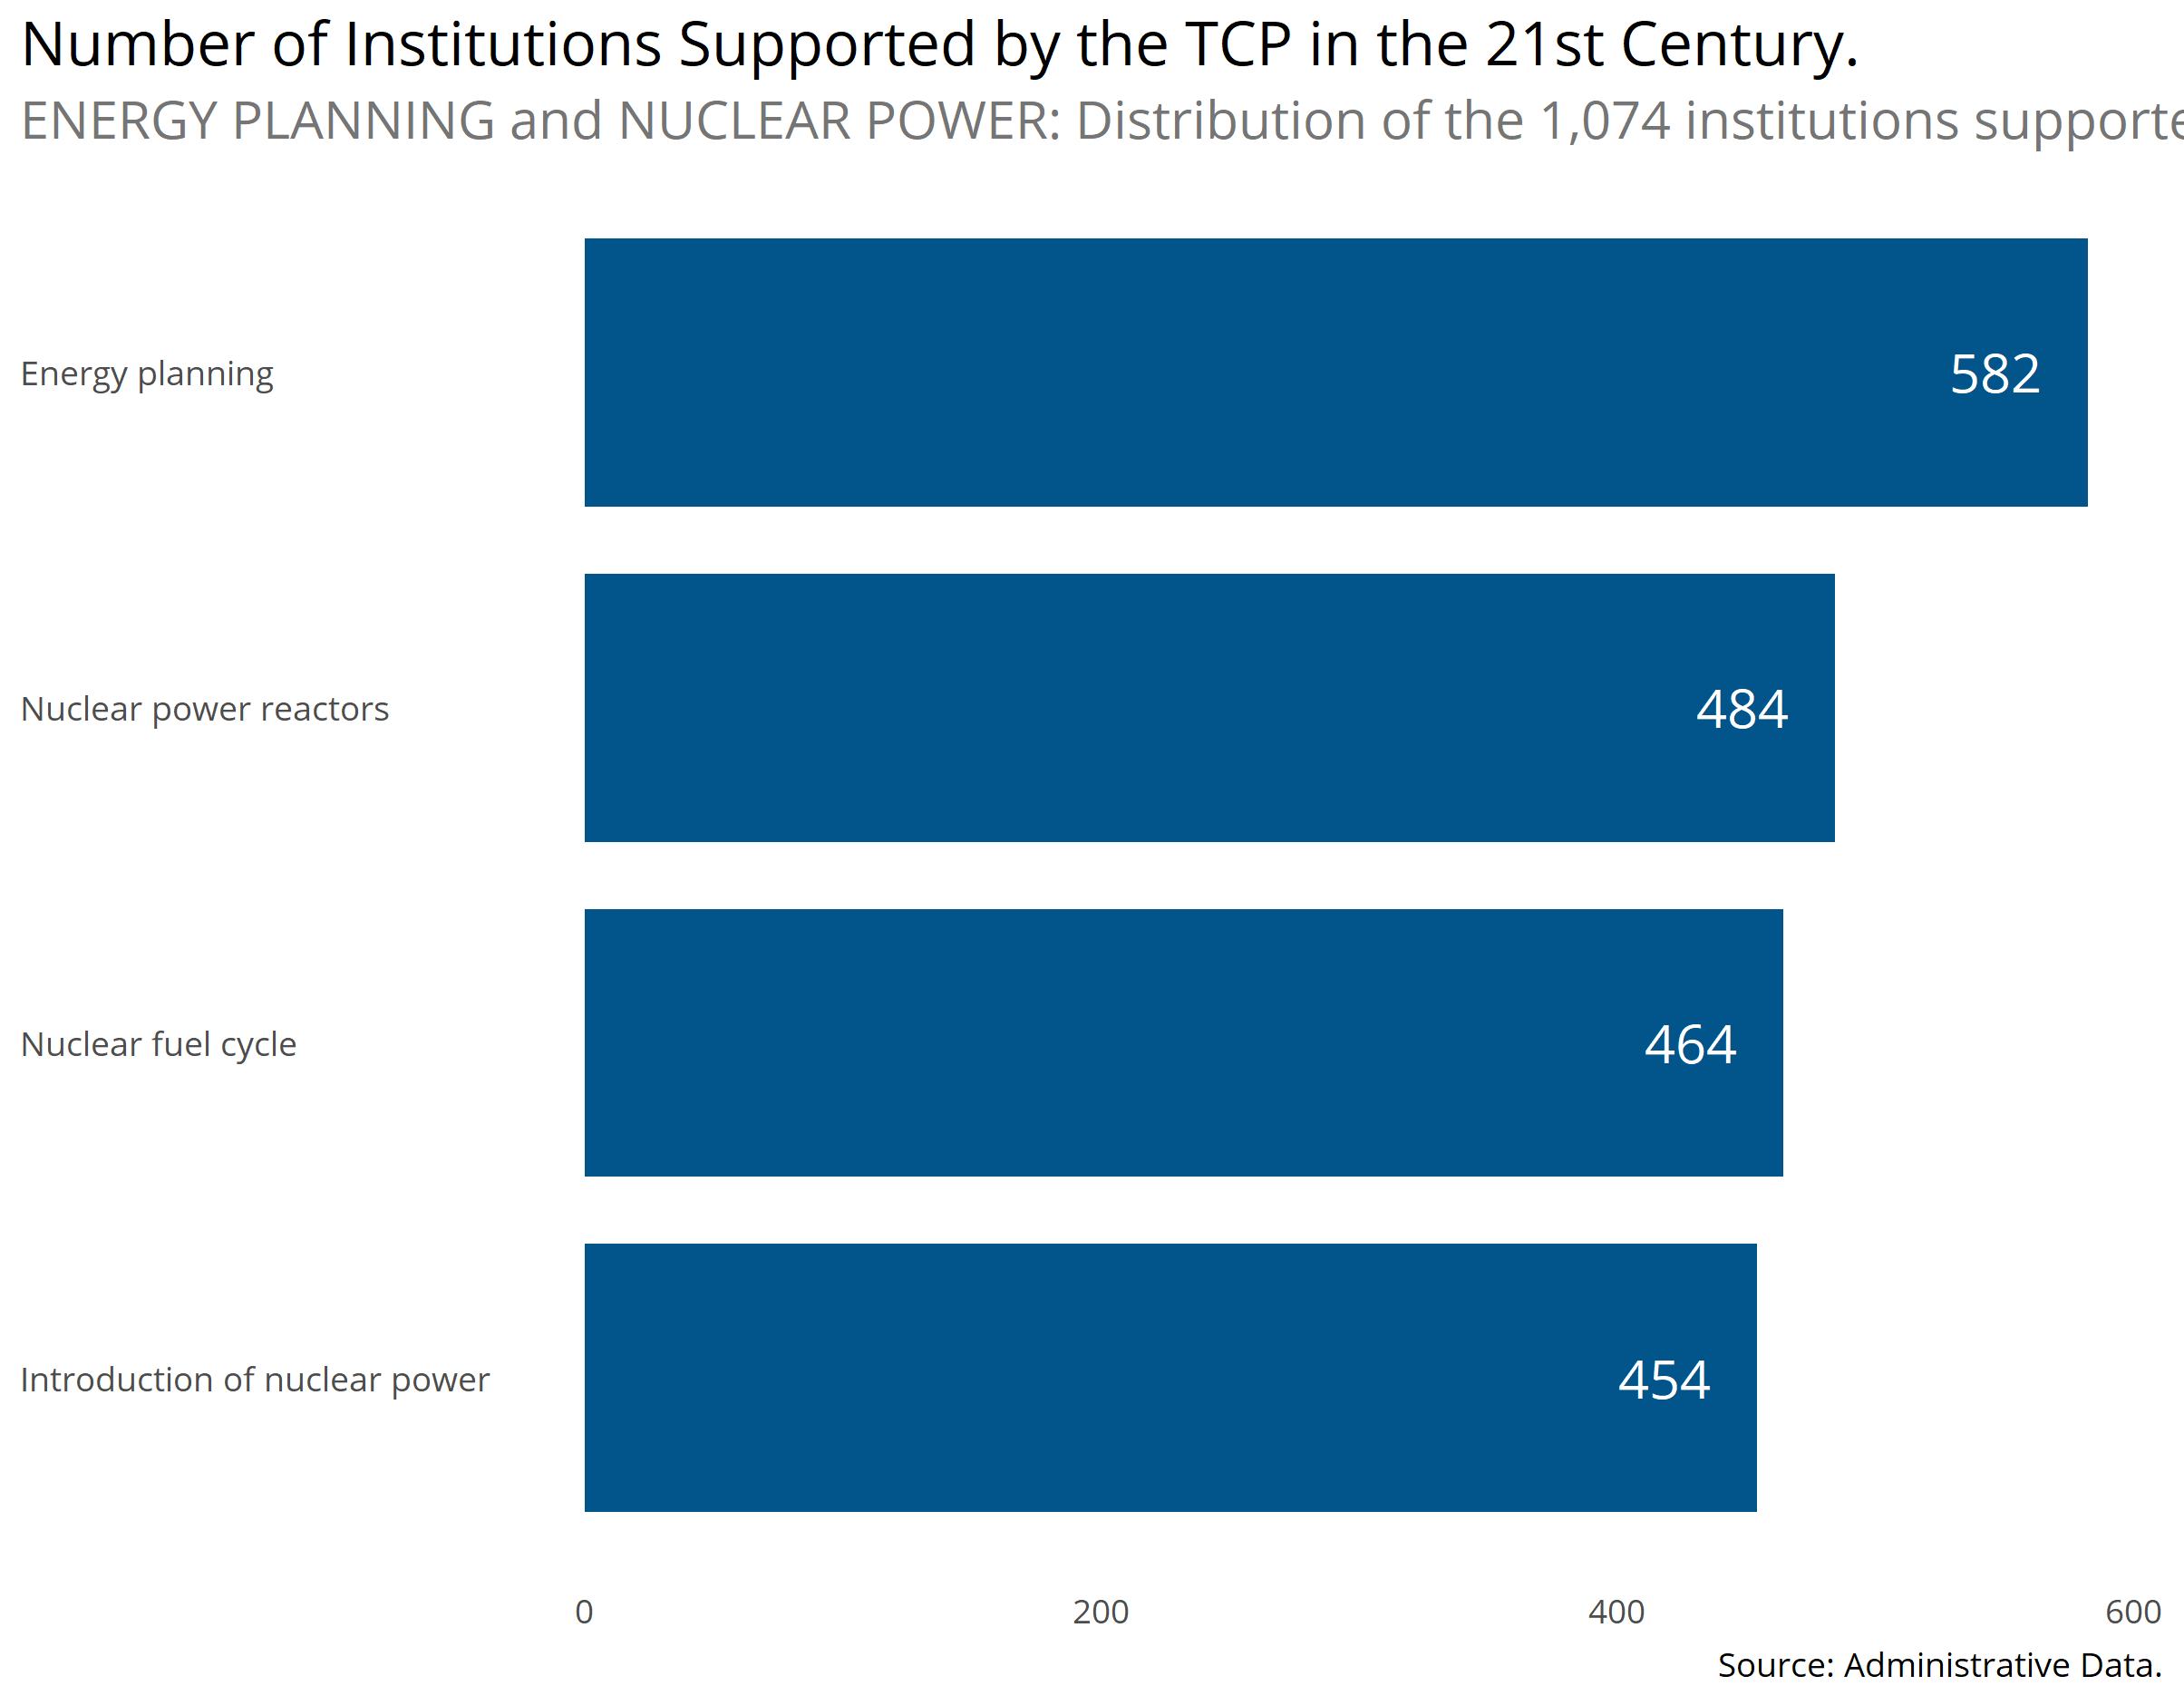 Number of Institutions Supported by the TCP in the 21st Century.
ENERGY PLANNING and NUCLEAR POWER: Distribution of the 1,074 institutions
Energy planning
582
Nuclear power reactors
484
Nuclear fuel cycle
464
Introduction of nuclear power
454
0 200 400 600
Source: Administrative Data.